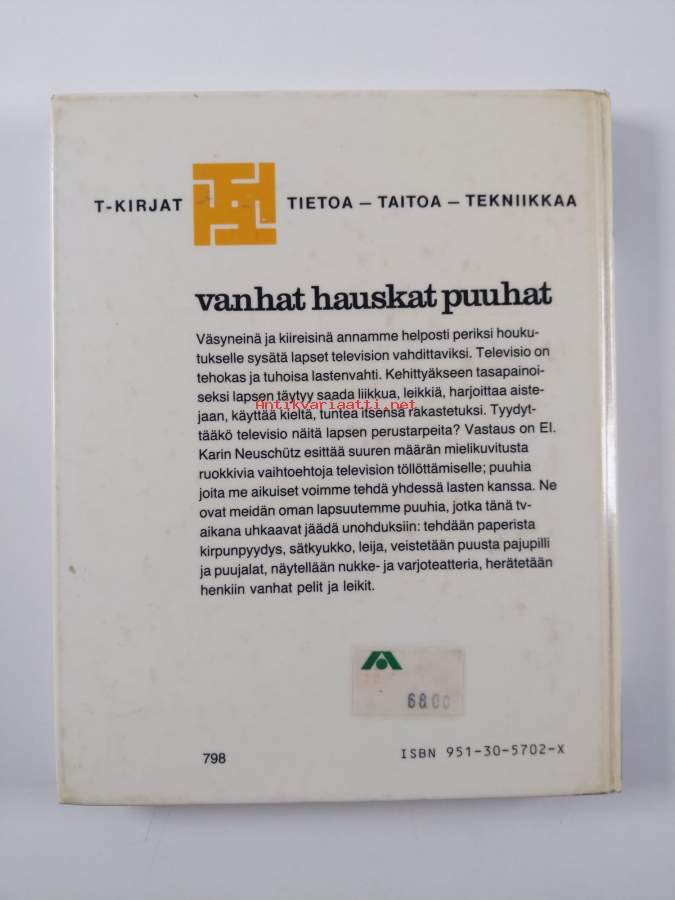 T-KIRJAT TIETOA – TAITOA – TEKNIIKKAA
vanhat hauskat puuhat
Väsyneinä ja kiireisinä annamme helposti periksi houku-
tukselle sysätä lapset television vahdittaviksi. Televisio on
tehokas ja tuhoisa lastenvahti. Kehittyäkseen tasapainoi-
seksi lapsen täytyy saada liikkua, leikkiä, harjoittaa aiste-
jaan, käyttää kieltä, tuntea itsensä rakastetuksi. Tyydyt-
Antikvariaatti.net
tääkö televisio näitä lapsen perustarpeita? Vastaus on EI.
Karin Neuschütz esittää suuren määrän mielikuvitusta
ruokkivia vaihtoehtoja television töllöttämiselle; puuhia
joita me aikuiset voimme tehdä yhdessä lasten kanssa. Ne
ovat meidän oman lapsuutemme puuhia, jotka tänä tv-
aikana uhkaavat jäädä unohduksiin: tehdään paperista
kirpunpyydys, sätkyukko, leija, veistetään puusta pajupilli
ja puujalat, näytellään nukke- ja varjoteatteria, herätetään
henkiin vanhat pelit ja leikit.
68.00
798
ISBN 951-30-5702-X